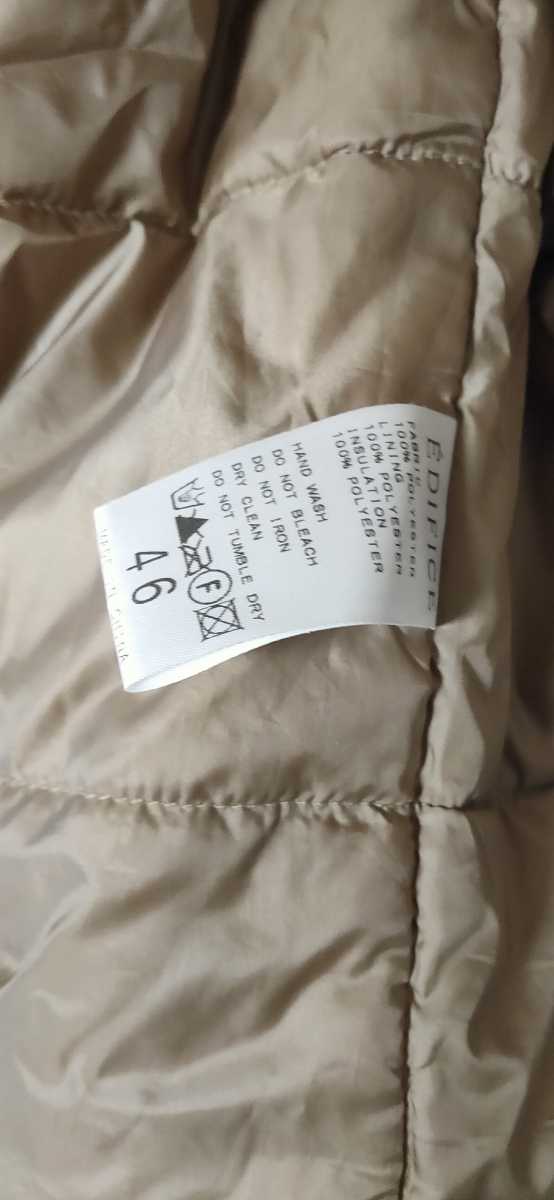 ÉDIFICE
FABRIC
100% POLYESTER
LINING
100% POLYESTER
INSULATION
100% POLYESTER
HAND WASH
DO NOT BLEACH
DO NOT IRON
DRY CLEAN
DO NOT TUMBLE DRY
F
46